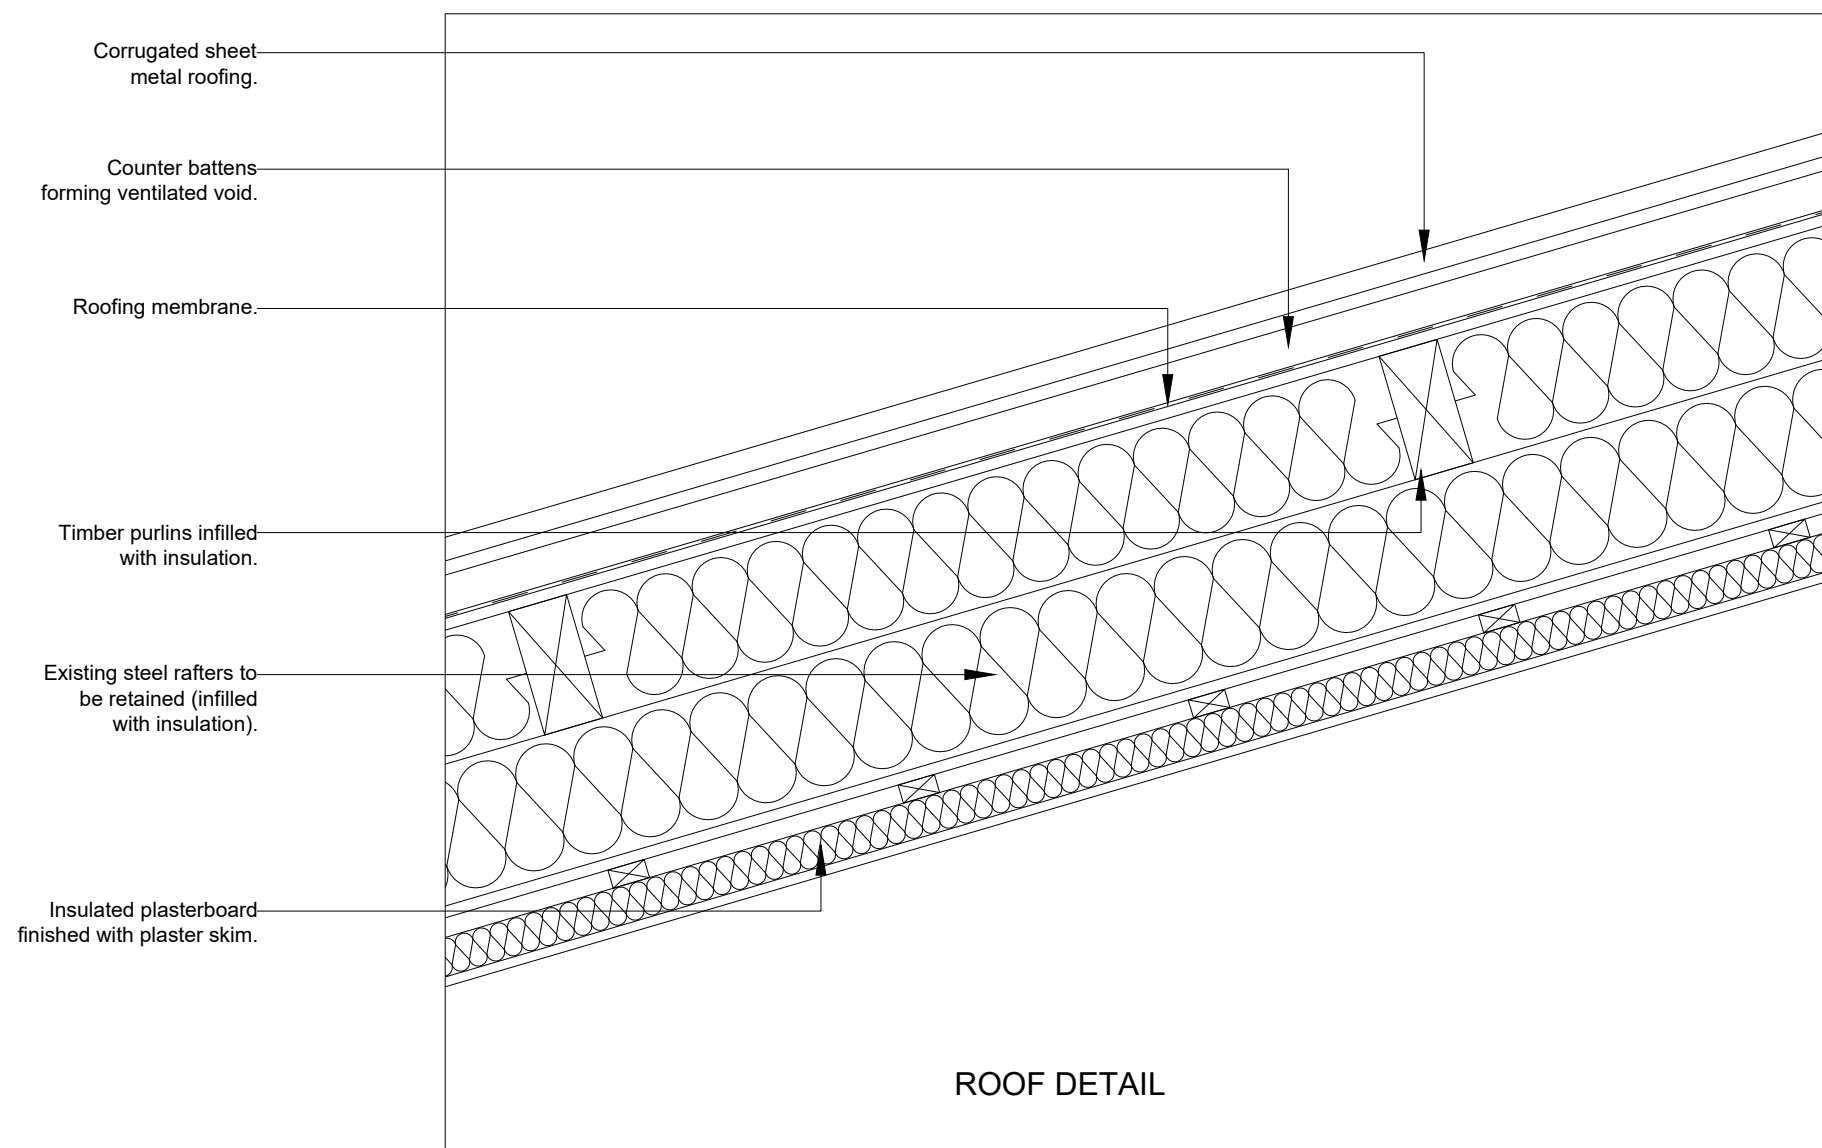 Corrugated sheet
metal roofing.
Counter battens
forming ventilated void.
Roofing membrane.
Timber purlins infilled
with insulation.
Existing steel rafters to
be retained (infilled
with insulation).
Insulated plasterboard
finished with plaster skim.
ROOF DETAIL